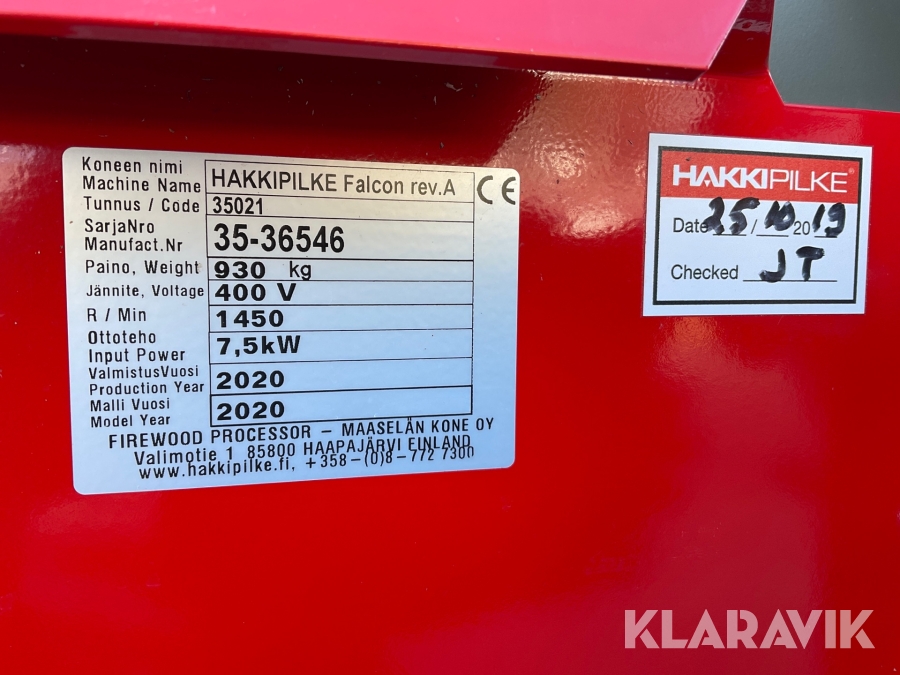 Koneen nimi
Machine Name HAKKIPILKE Falcon rev.A CE
Tunnus / Code 35021
SarjaNro
Manufact.Nr 35-36546
Paino, Weight 930 kg
Jännite, Voltage 400 V
R / Min 1450
Ottoteho
Input Power 7,5kW
ValmistusVuosi
Production Year 2020
Malli Vuosi
Model Year 2020
FIREWOOD PROCESSOR – MAASELÄN KONE OY
Valimotie 1 85800 HAAPAJÄRVI FINLAND
www.hakkipilke.fi, +358-(0)8-772 7300
HAKKIPILKE®
Date 25/10 2019
Checked JT
KLARAVIK